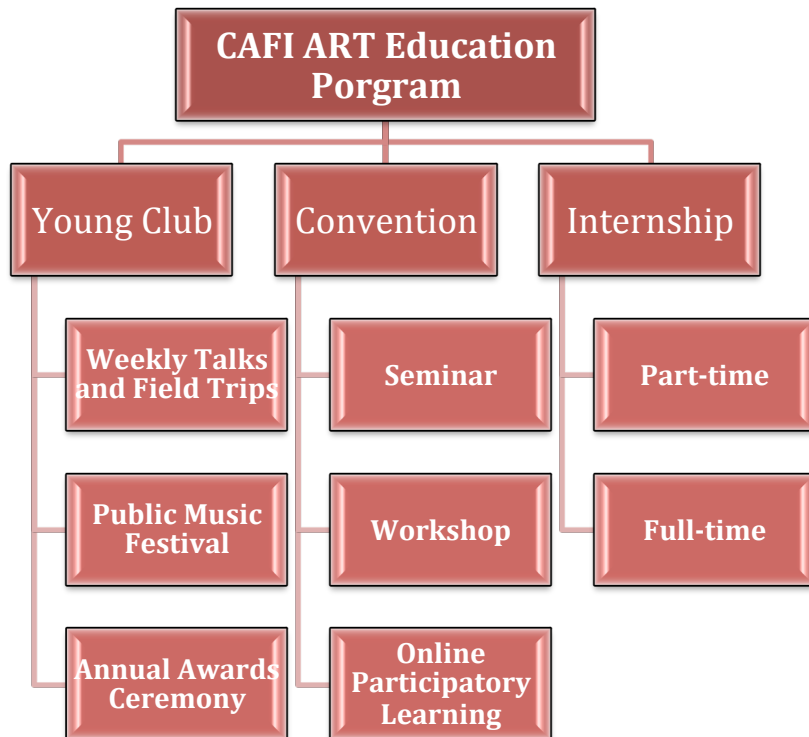 CAFI ART Education
Porgram
Young Club
Convention
Internship
Weekly Talks
and Field Trips
Seminar
Part-time
Public Music
Festival
Workshop
Full-time
Annual Awards
Ceremony
Online
Participatory
Learning